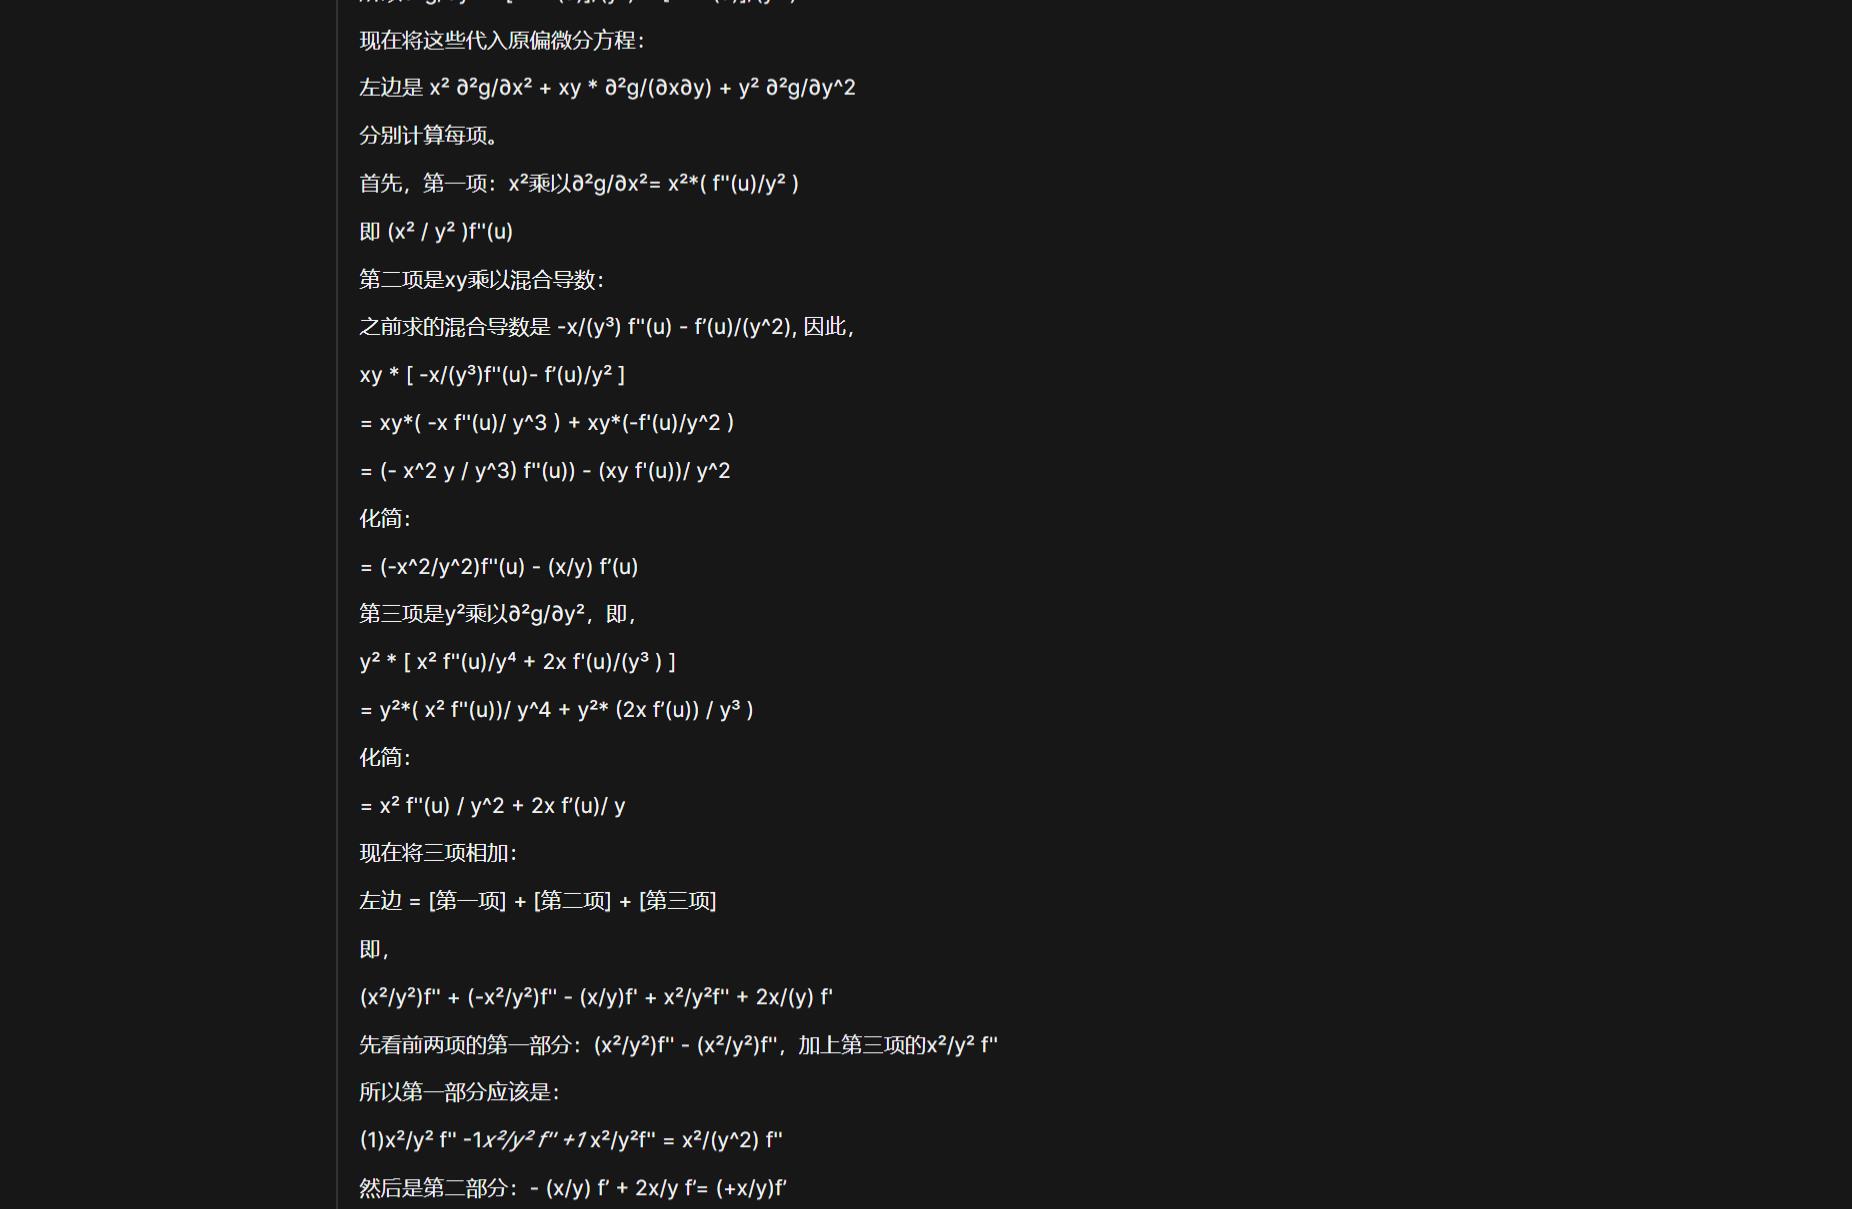 现在将这些代入原偏微分方程：
左边是 x² ∂²g/∂x² + xy * ∂²g/(∂x∂y) + y² ∂²g/∂y^2
分别计算每项。
首先，第一项：x²乘以∂²g/∂x²= x²*( f''(u)/y² )
即 (x² / y² )f''(u)
第二项是xy乘以混合导数：
之前求的混合导数是 -x/(y³) f''(u) - f’(u)/(y^2), 因此，
xy * [ -x/(y³)f''(u)- f’(u)/y² ]
= xy*( -x f''(u)/ y^3 ) + xy*(-f'(u)/y^2 )
= (- x^2 y / y^3) f''(u)) - (xy f'(u))/ y^2
化简：
= (-x^2/y^2)f''(u) - (x/y) f’(u)
第三项是y²乘以∂²g/∂y²，即，
y² * [ x² f''(u)/y⁴ + 2x f'(u)/(y³ ) ]
= y²*( x² f''(u))/ y^4 + y²* (2x f’(u)) / y³ )
化简：
= x² f''(u) / y^2 + 2x f’(u)/ y
现在将三项相加：
左边 = [第一项] + [第二项] + [第三项]
即，
(x²/y²)f'' + (-x²/y²)f'' - (x/y)f' + x²/y²f'' + 2x/(y) f'
先看前两项的第一部分：(x²/y²)f'' - (x²/y²)f''，加上第三项的x²/y² f''
所以第一部分应该是：
(1)x²/y² f'' -1x²/y² f'' +1 x²/y²f'' = x²/(y^2) f''
然后是第二部分：- (x/y) f’ + 2x/y f’= (+x/y)f’